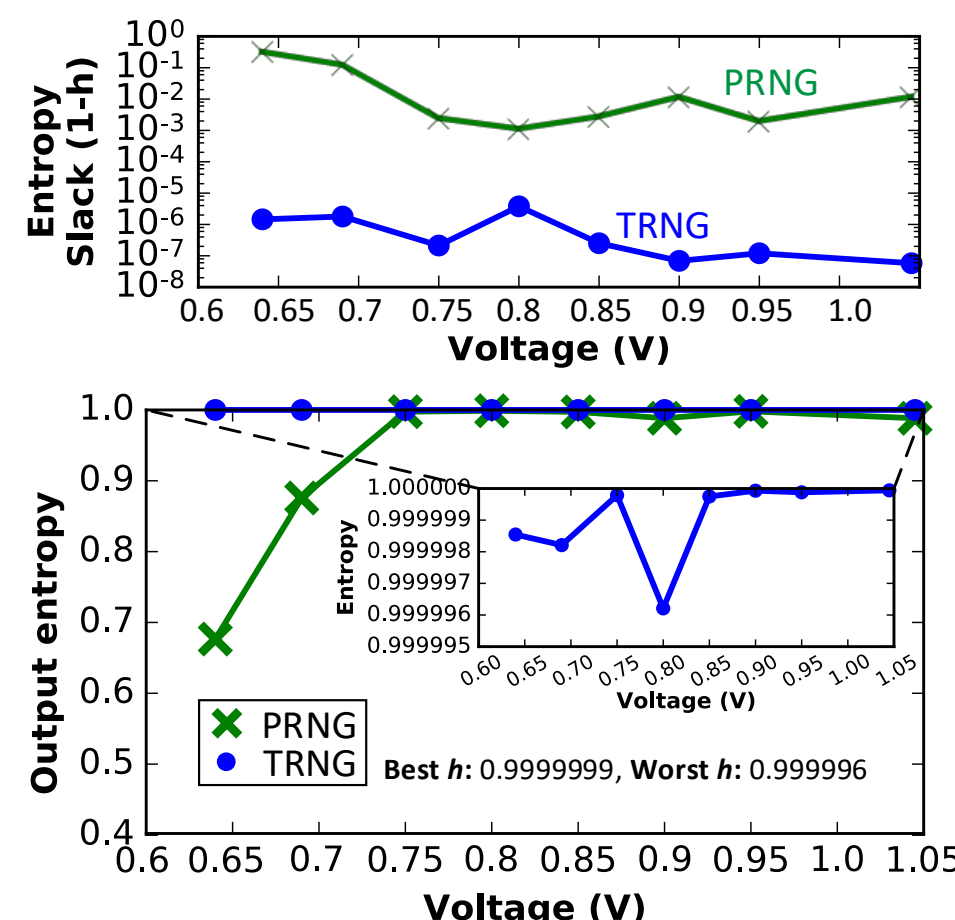 10⁰
10⁻¹
10⁻²
10⁻³
10⁻⁴
10⁻⁵
10⁻⁶
10⁻⁷
10⁻⁸
Entropy
Slack (1-h)
PRNG
TRNG
0.6 0.65 0.7 0.75 0.8 0.85 0.9 0.95 1.0
Voltage (V)
1.0
0.9
0.8
0.7
0.6
0.5
0.4
Output entropy
1.000000
0.999999
0.999998
0.999997
0.999996
0.999995
Entropy
0.60 0.65 0.70 0.75 0.80 0.85 0.90 0.95 1.00 1.05
Voltage (V)
PRNG
TRNG
Best h: 0.9999999, Worst h: 0.999996
0.6 0.65 0.7 0.75 0.8 0.85 0.9 0.95 1.0 1.05
Voltage (V)